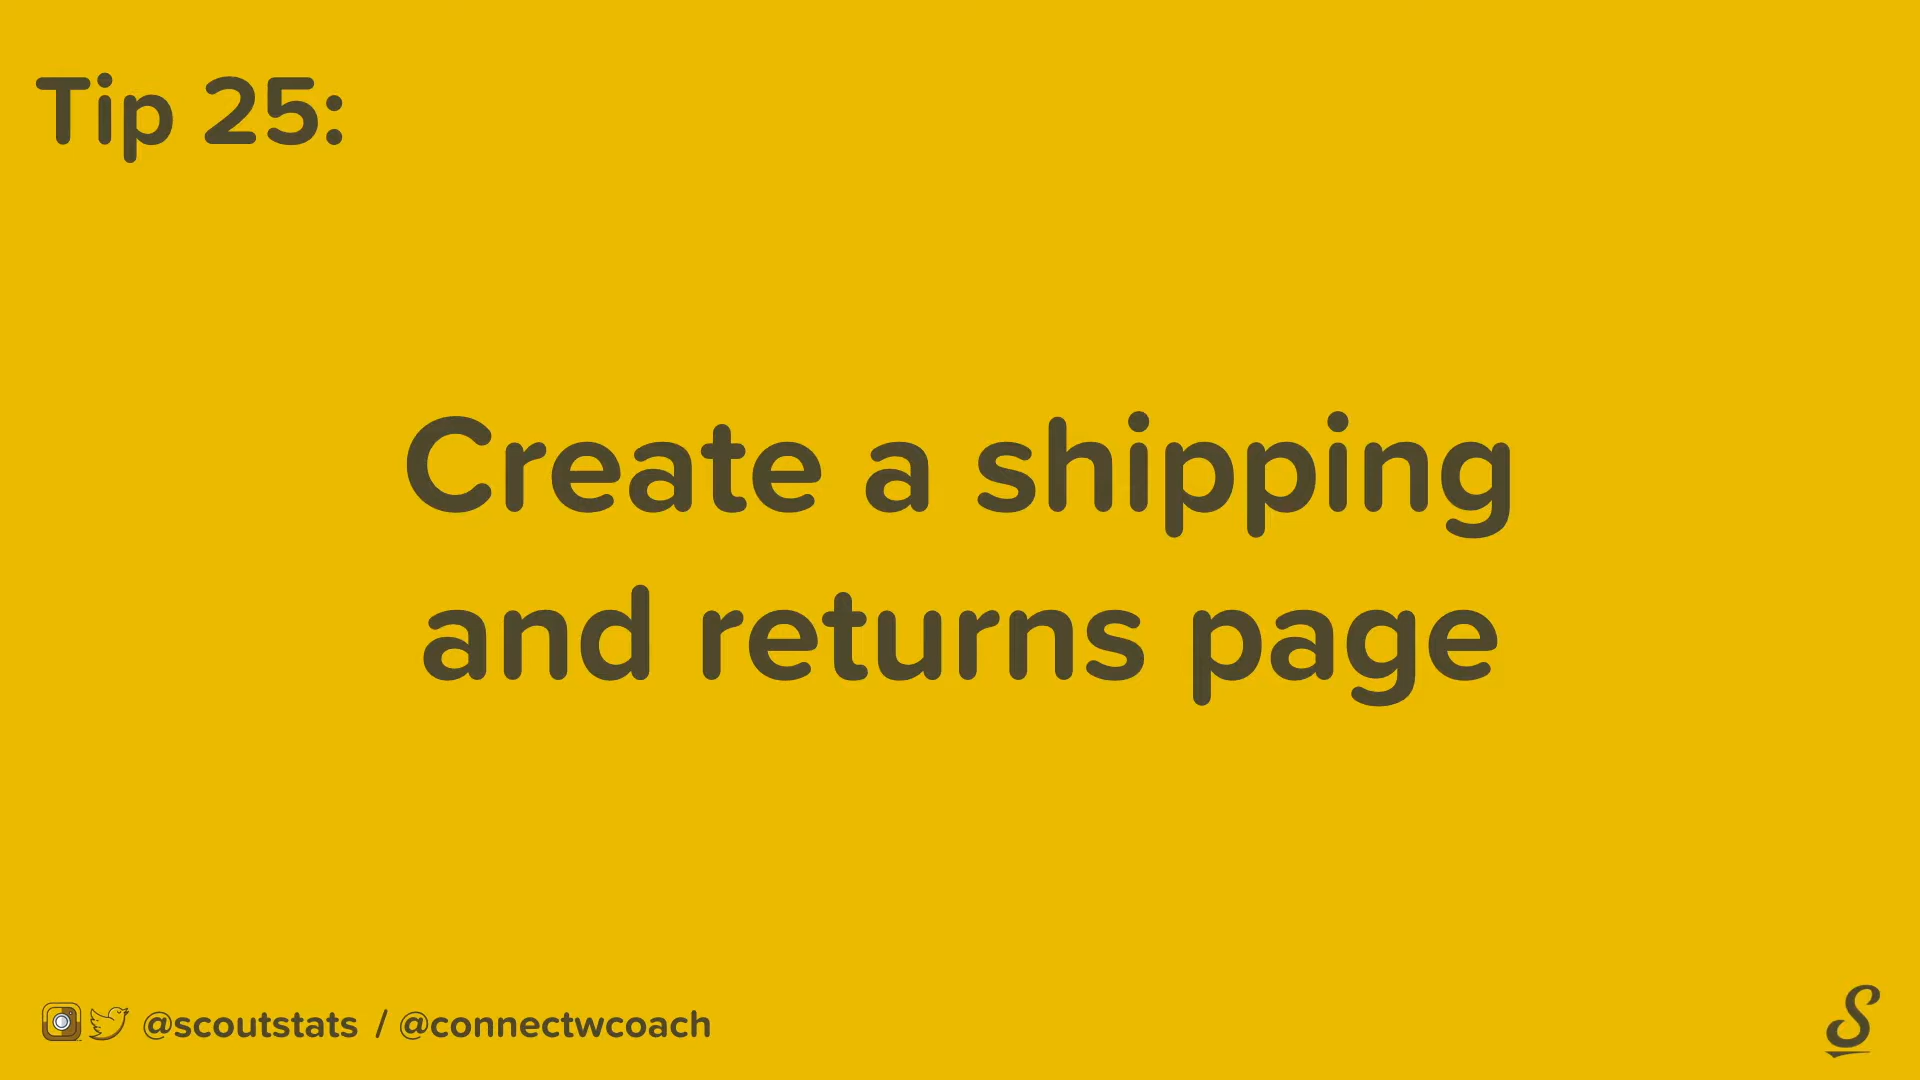 Tip 25:
Create a shipping
and returns page
@scoutstats / @connectwcoach
S